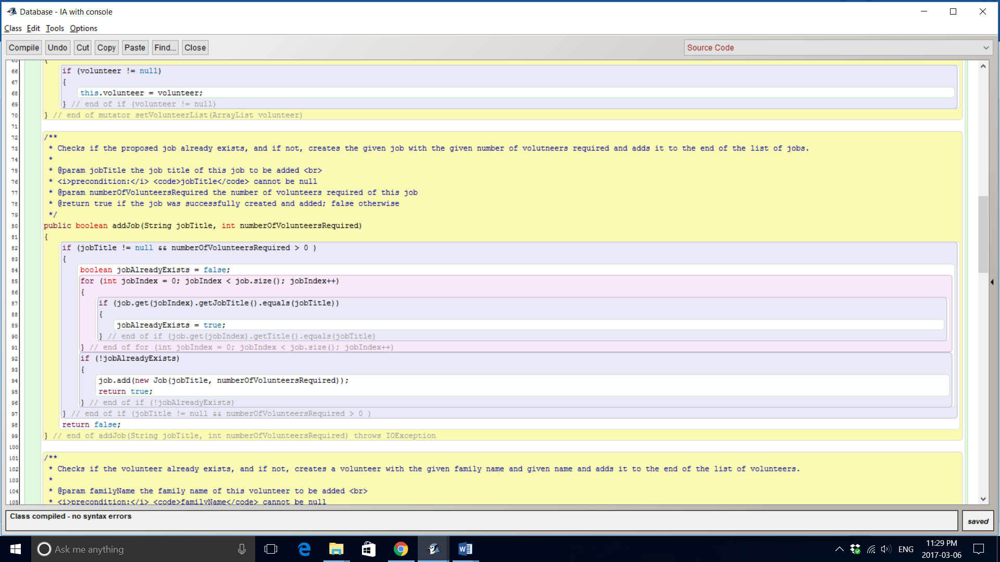 Database - IA with console
Class Edit Tools Options
Compile Undo Cut Copy Paste Find... Close Source Code
65 {
66 if (volunteer != null)
67 {
68 this.volunteer = volunteer;
69 } // end of if (volunteer != null)
70 } // end of mutator setVolunteerList(ArrayList volunteer)
71
72 /**
73 * Checks if the proposed job already exists, and if not, creates the given job with the given number of volutneers required and adds it to the end of the list of jobs.
74 *
75 * @param jobTitle the job title of this job to be added <br>
76 * <i>precondition:</i> <code>jobTitle</code> cannot be null
77 * @param numberOfVolunteersRequired the number of volunteers required of this job
78 * @return true if the job was successfully created and added; false otherwise
79 */
80 public boolean addJob(String jobTitle, int numberOfVolunteersRequired)
81 {
82 if (jobTitle != null && numberOfVolunteersRequired > 0 )
83 {
84 boolean jobAlreadyExists = false;
85 for (int jobIndex = 0; jobIndex < job.size(); jobIndex++)
86 {
87 if (job.get(jobIndex).getJobTitle().equals(jobTitle))
88 {
89 jobAlreadyExists = true;
90 } // end of if (job.get(jobIndex).getTitle().equals(jobTitle)
91 } // end of for (int jobIndex = 0; jobIndex < job.size(); jobIndex++)
92 if (!jobAlreadyExists)
93 {
94 job.add(new Job(jobTitle, numberOfVolunteersRequired));
95 return true;
96 } // end of if (!jobAlreadyExists)
97 } // end of if (jobTitle != null && numberOfVolunteersRequired > 0 )
98 return false;
99 } // end of addJob(String jobTitle, int numberOfVolunteersRequired) throws IOException
100
101 /**
102 * Checks if the volunteer already exists, and if not, creates a volunteer with the given family name and given name and adds it to the end of the list of volunteers.
103 *
104 * @param familyName the family name of this volunteer to be added <br>
105 * <i>precondition:</i> <code>familyName</code> cannot be null
Class compiled - no syntax errors
saved
Ask me anything
ENG
11:29 PM
2017-03-06